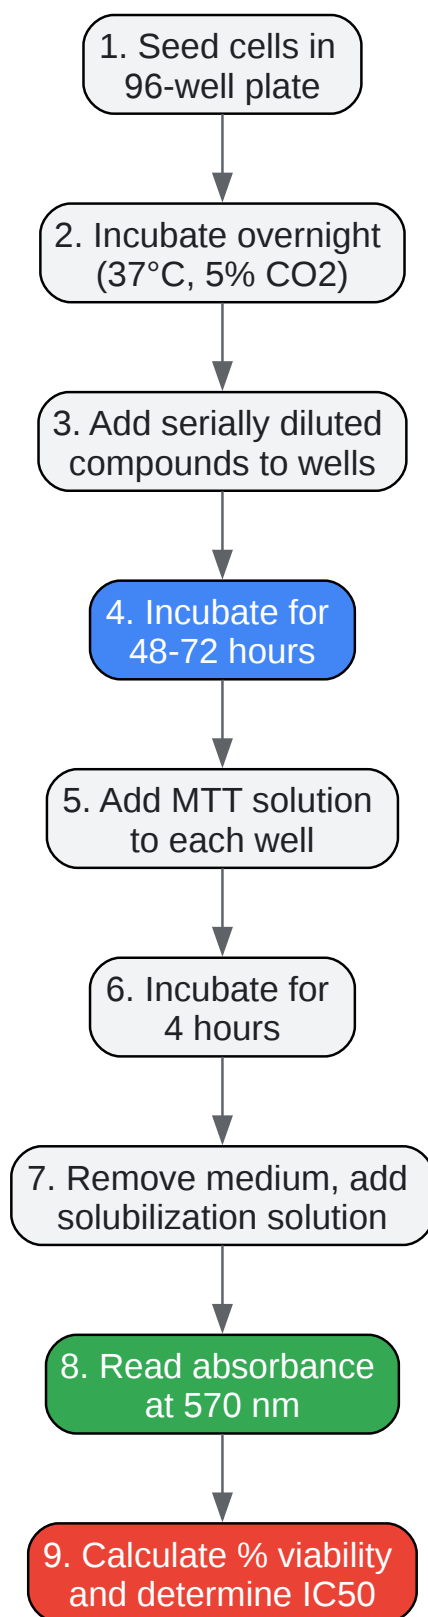 1. Seed cells in
96-well plate
2. Incubate overnight
(37°C, 5% CO2)
3. Add serially diluted
compounds to wells
4. Incubate for
48-72 hours
5. Add MTT solution
to each well
6. Incubate for
4 hours
7. Remove medium, add
solubilization solution
8. Read absorbance
at 570 nm
9. Calculate % viability
and determine IC50